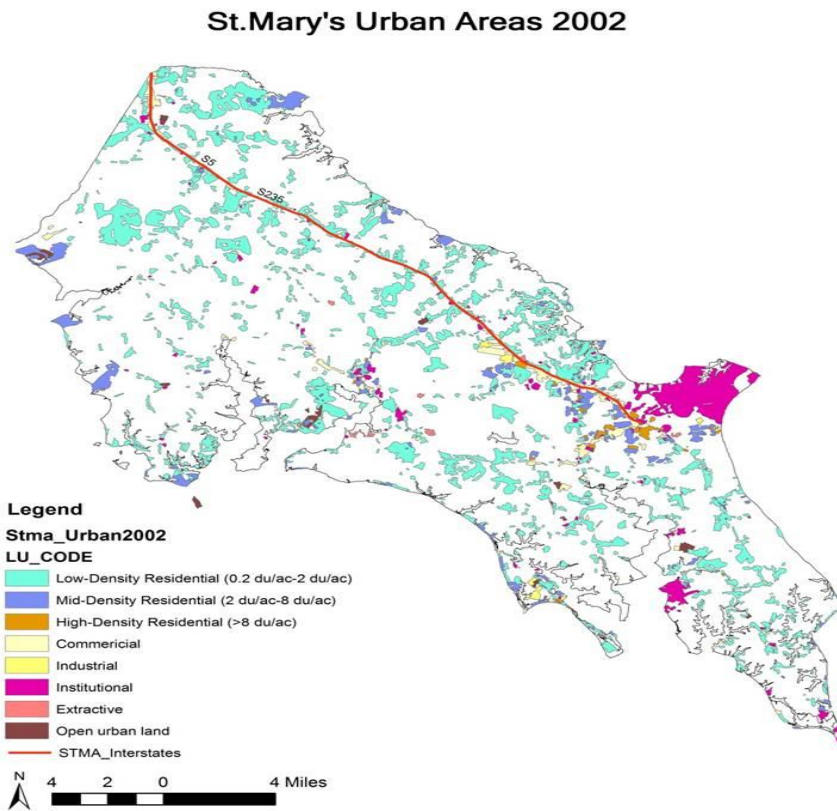 St.Mary's Urban Areas 2002
S5
S235
Legend
Stma_Urban2002
LU_CODE
Low-Density Residential (0.2 du/ac-2 du/ac)
Mid-Density Residential (2 du/ac-8 du/ac)
High-Density Residential (>8 du/ac)
Commericial
Industrial
Institutional
Extractive
Open urban land
STMA_Interstates
N
4 2 0 4 Miles